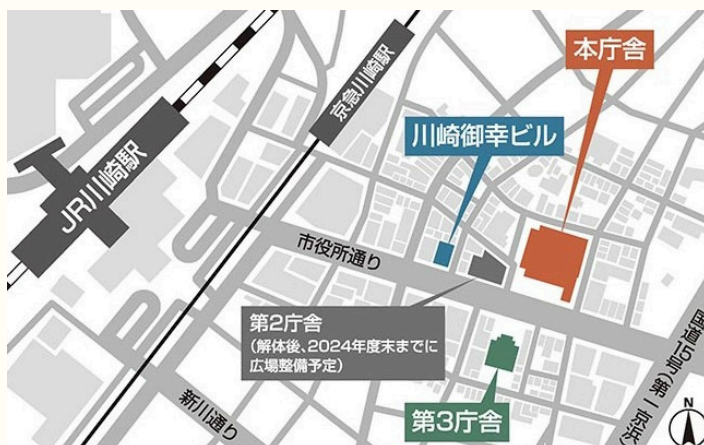 本庁舎
京急川崎駅
川崎御幸ビル
JR川崎駅
市役所通り
第2庁舎
(解体後、2024年度末までに
広場整備予定)
国道15号(第一京浜
新川通り
第3庁舎
N